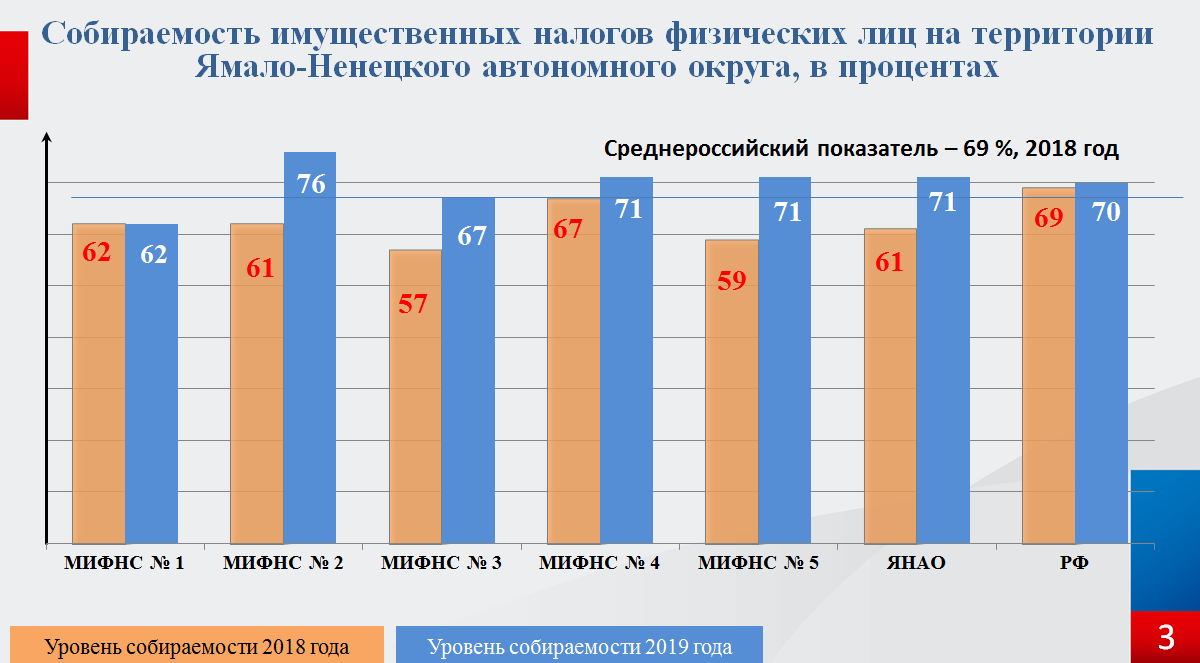 Собираемость имущественных налогов физических лиц на территории
Ямало-Ненецкого автономного округа, в процентах
Среднероссийский показатель – 69 %, 2018 год
62
62
61
76
57
67
67
71
59
71
61
71
69
70
МИФНС № 1
МИФНС № 2
МИФНС № 3
МИФНС № 4
МИФНС № 5
ЯНАО
РФ
Уровень собираемости 2018 года
Уровень собираемости 2019 года
3